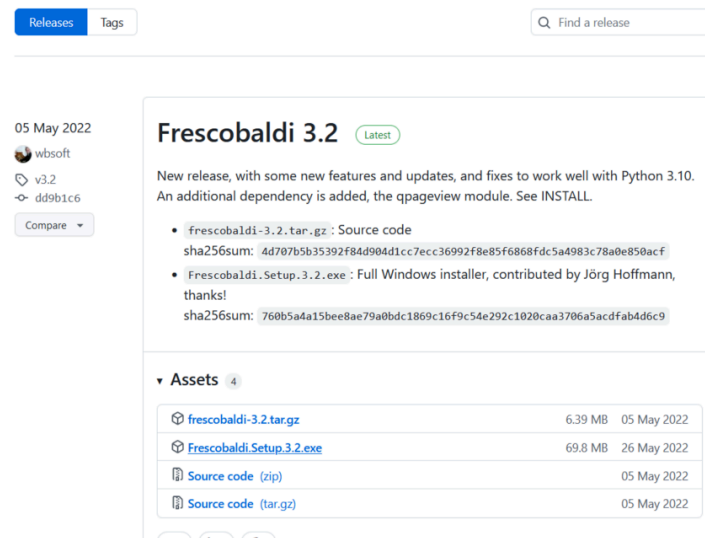 Releases Tags
Find a release
05 May 2022
wbsoft
v3.2
dd9b1c6
Compare
Frescobaldi 3.2 Latest
New release, with some new features and updates, and fixes to work well with Python 3.10.
An additional dependency is added, the qpageview module. See INSTALL.
• frescobaldi-3.2.tar.gz : Source code
sha256sum: 4d707b5b35392f84d904d1cc7ecc36992f8e85f6868fdc5a4983c78a0e850acf
• Frescobaldi.Setup.3.2.exe : Full Windows installer, contributed by Jörg Hoffmann,
thanks!
sha256sum: 760b5a4a15bee8ae79a0bdc1869c16f9c54e292c1020caa3706a5acdfab4d6c9
Assets 4
frescobaldi-3.2.tar.gz 6.39 MB 05 May 2022
Frescobaldi.Setup.3.2.exe 69.8 MB 26 May 2022
Source code (zip) 05 May 2022
Source code (tar.gz) 05 May 2022